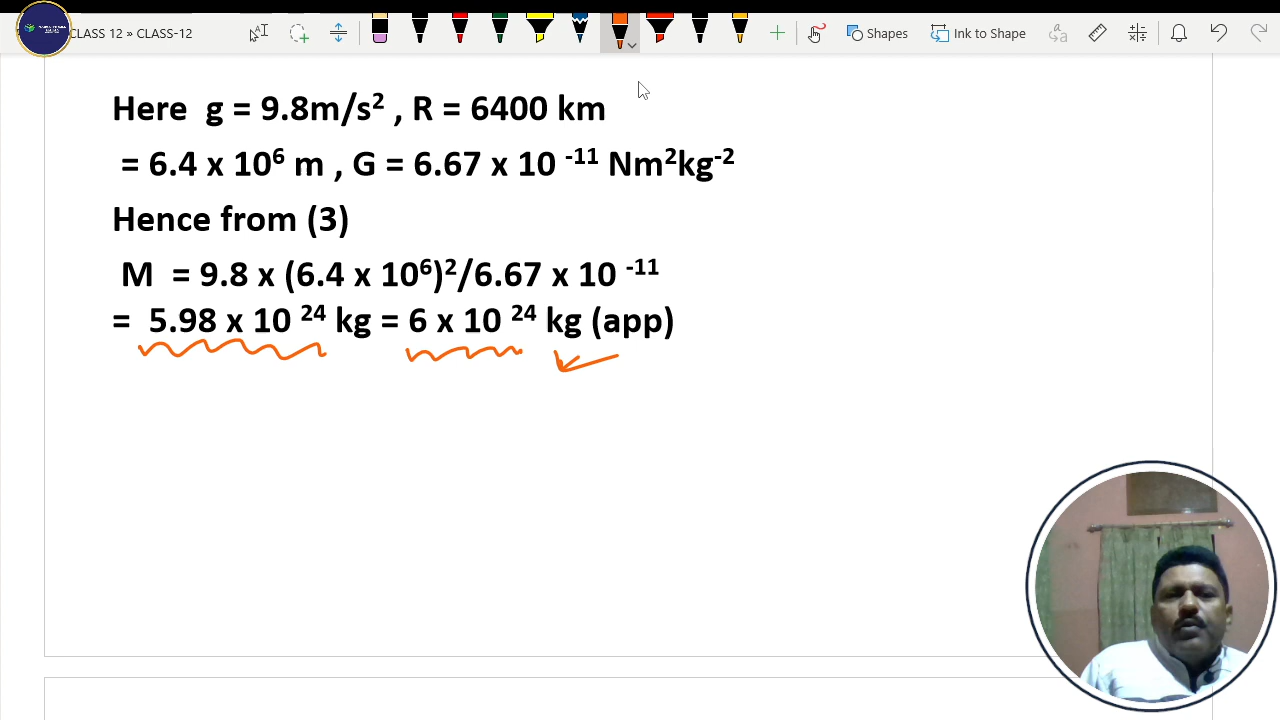 CLASS 12 » CLASS-12
Shapes
Ink to Shape
Here g = 9.8m/s² , R = 6400 km
= 6.4 x 10⁶ m , G = 6.67 x 10 ⁻¹¹ Nm²kg⁻²
Hence from (3)
M = 9.8 x (6.4 x 10⁶)²/6.67 x 10 ⁻¹¹
= 5.98 x 10 ²⁴ kg = 6 x 10 ²⁴ kg (app)